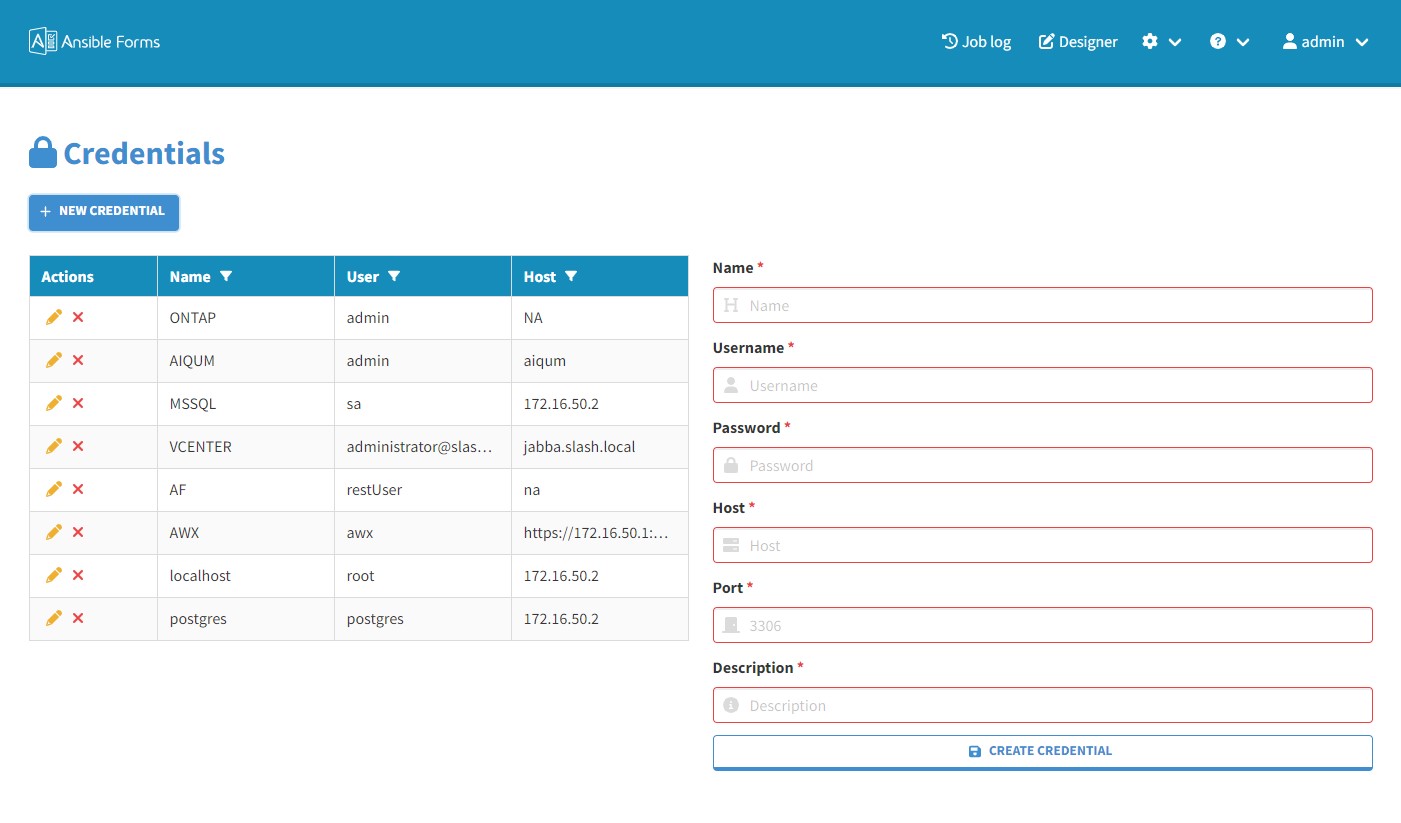 Ansible Forms
Job log Designer admin
Credentials
+ NEW CREDENTIAL
Actions Name User Host
ONTAP admin NA
AIQUM admin aiqum
MSSQL sa 172.16.50.2
VCENTER administrator@slas... jabba.slash.local
AF restUser na
AWX awx https://172.16.50.1:...
localhost root 172.16.50.2
postgres postgres 172.16.50.2
Name *
Name
Username *
Username
Password *
Password
Host *
Host
Port *
3306
Description *
Description
CREATE CREDENTIAL